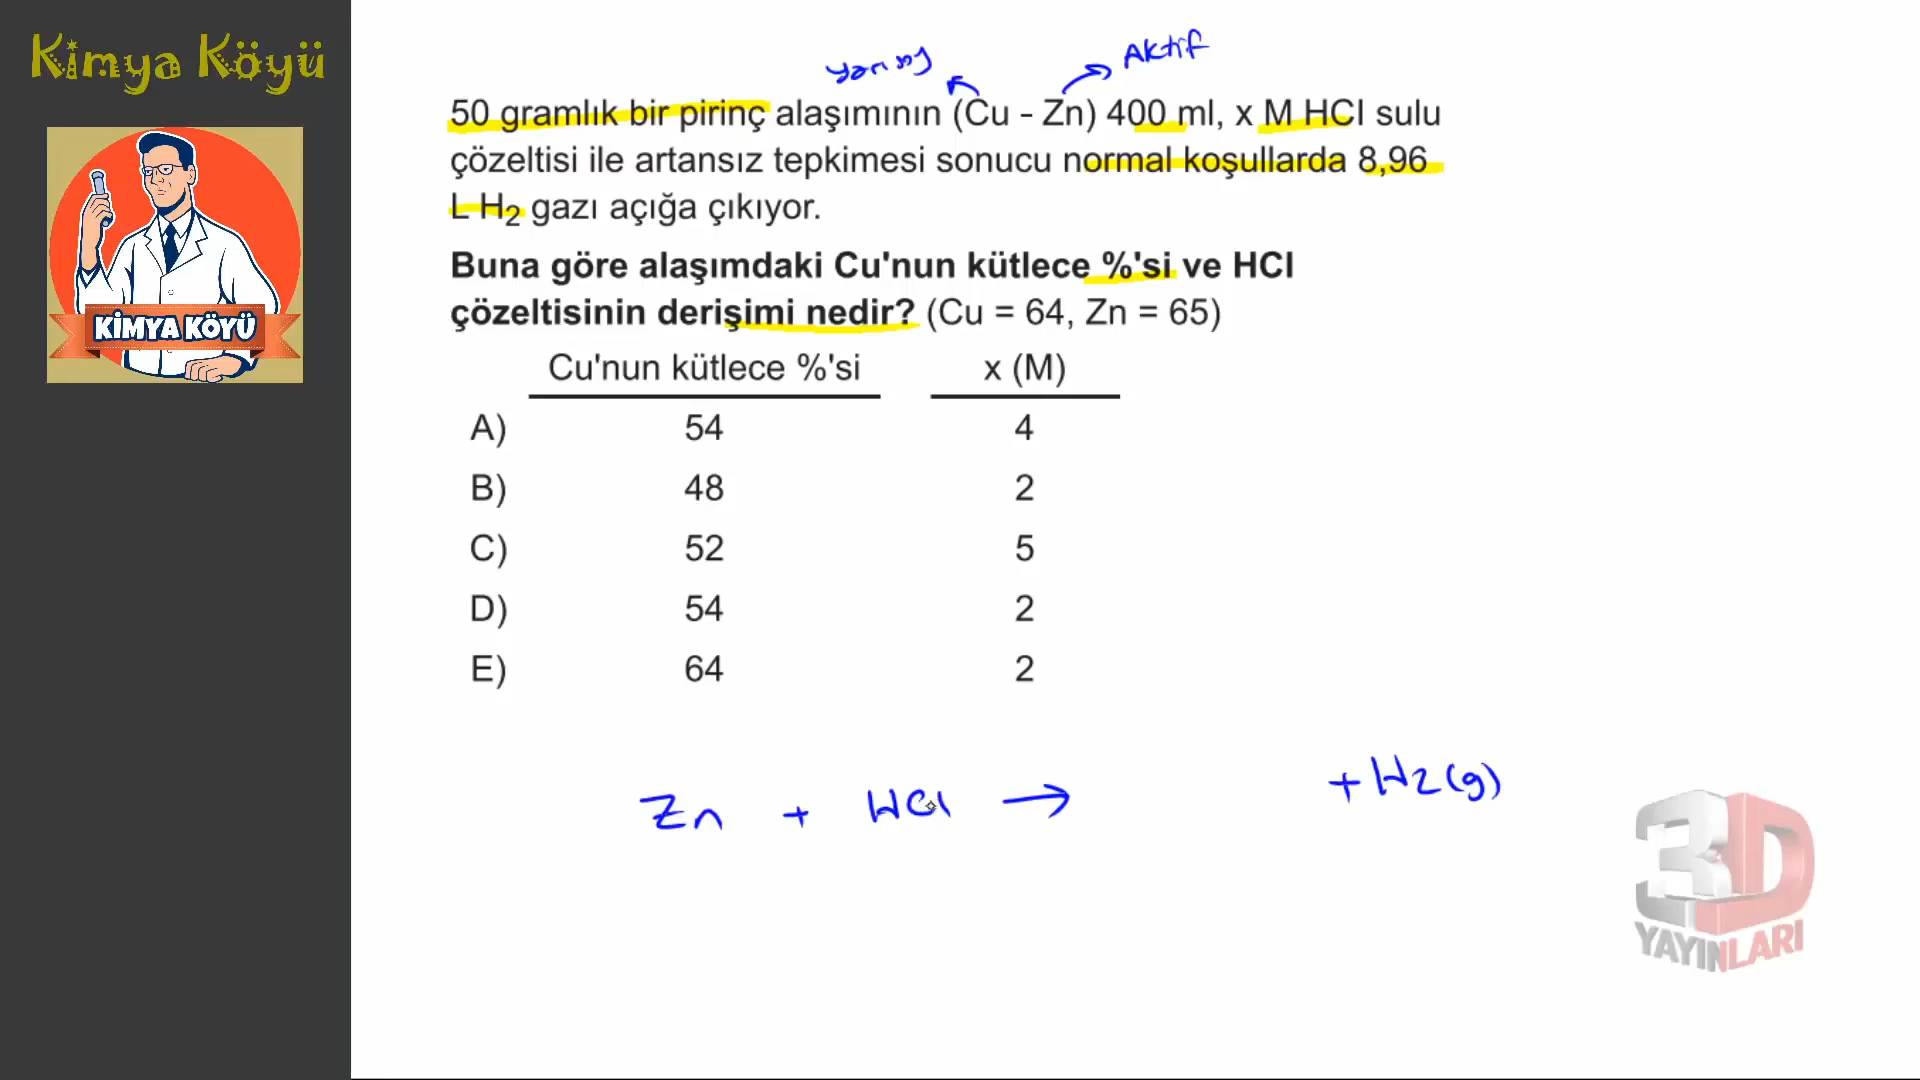 Kimya Köyü
KİMYA KÖYÜ
yarısoy
Aktif
50 gramlık bir pirinç alaşımının (Cu - Zn) 400 ml, x M HCl sulu
çözeltisi ile artansız tepkimesi sonucu normal koşullarda 8,96
L H₂ gazı açığa çıkıyor.
Buna göre alaşımdaki Cu'nun kütlece %'si ve HCl
çözeltisinin derişimi nedir? (Cu = 64, Zn = 65)
Cu'nun kütlece %'si x (M)
A) 54 4
B) 48 2
C) 52 5
D) 54 2
E) 64 2
Zn + HCl → + H2(g)
3D
YAYINLARI